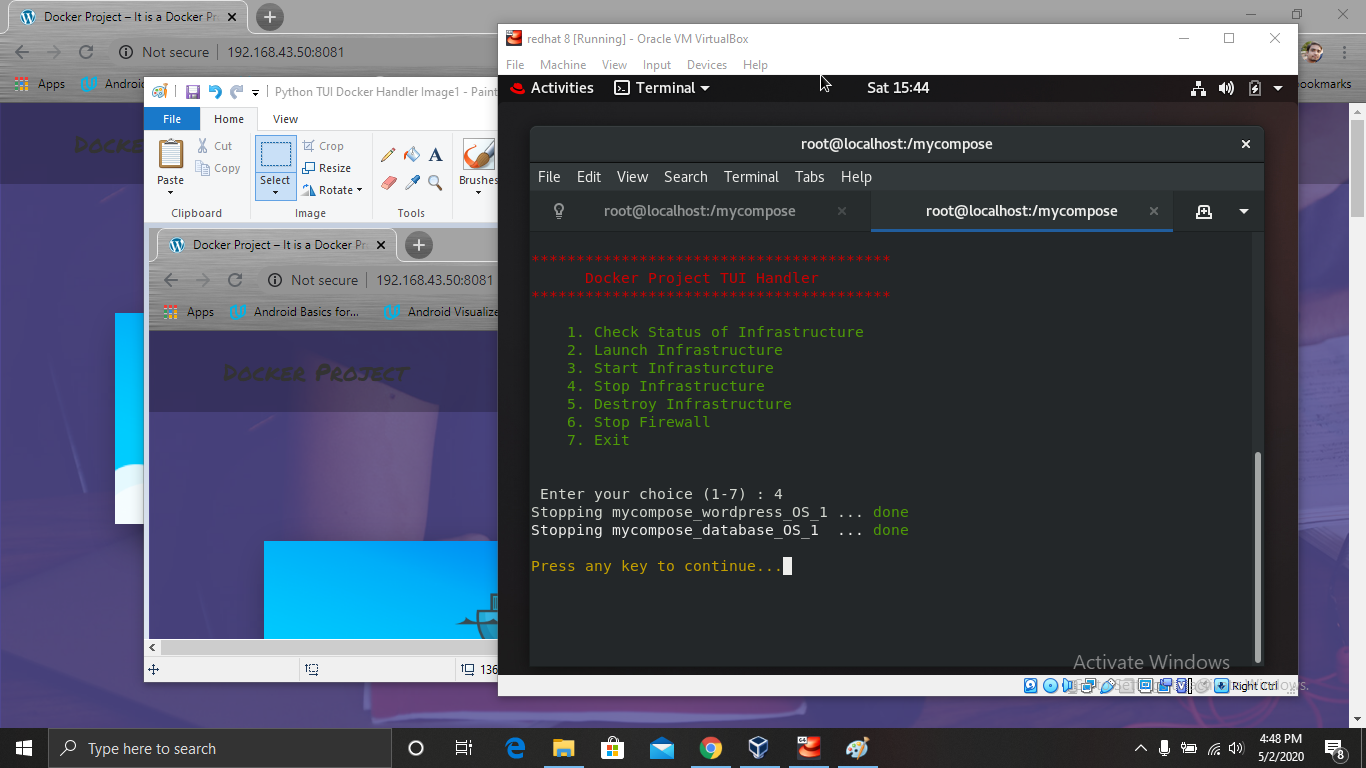 Docker Project – It is a Docker Pr
Not secure
192.168.43.50:8081
Apps
ookmarks
Python TUI Docker Handler Image1 - Paint
File
Home
View
Paste
Cut
Copy
Clipboard
Select
Crop
Resize
Rotate
Image
Tools
Brushes
Docker Project – It is a Docker Pr
Not secure
192.168.43.50:8081
Apps
Android Basics for...
Android Visualize
Docker Project
redhat 8 [Running] - Oracle VM VirtualBox
File Machine View Input Devices Help
Activities
Terminal
Sat 15:44
root@localhost:/mycompose
File Edit View Search Terminal Tabs Help
root@localhost:/mycompose
root@localhost:/mycompose
****************************************
Docker Project TUI Handler
****************************************
1. Check Status of Infrastructure
2. Launch Infrastructure
3. Start Infrasturcture
4. Stop Infrastructure
5. Destroy Infrastructure
6. Stop Firewall
7. Exit
Enter your choice (1-7) : 4
Stopping mycompose_wordpress_OS_1 ... done
Stopping mycompose_database_OS_1  ... done
Press any key to continue...
Activate Windows
Right Ctrl
Type here to search
4:48 PM
5/2/2020
8